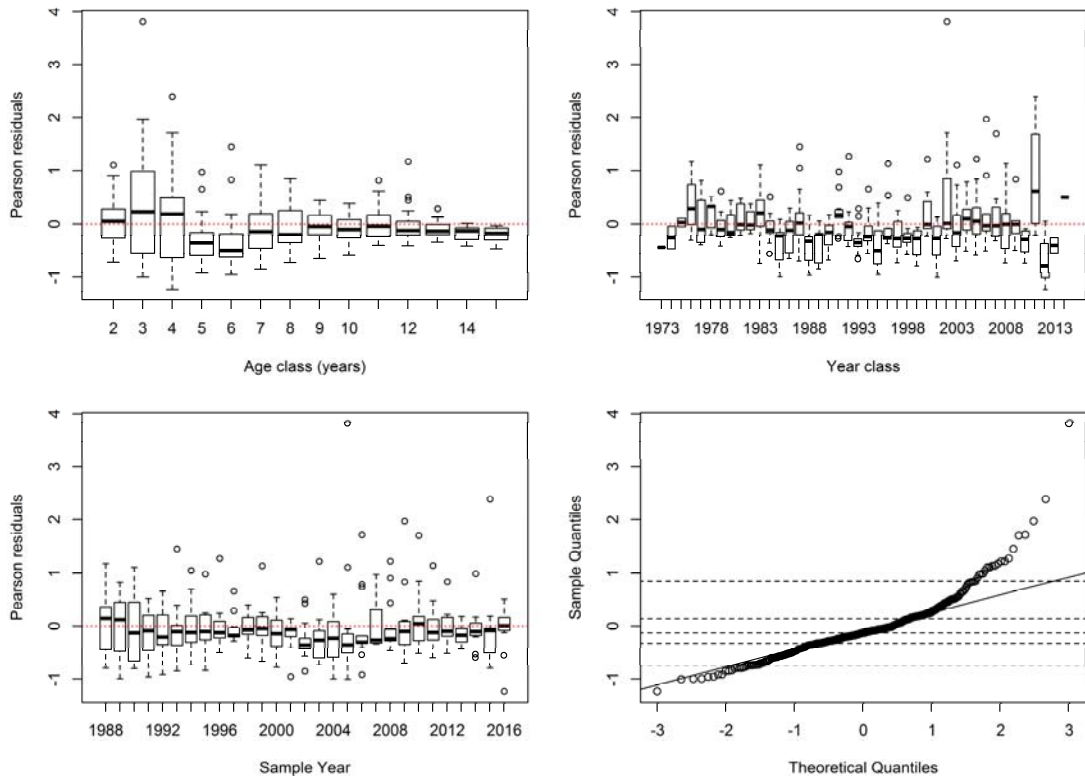 4
3
2
1
0
-1
Pearson residuals
2 3 4 5 6 7 8 9 10 12 14
Age class (years)
4
3
2
1
0
-1
Pearson residuals
1973 1978 1983 1988 1993 1998 2003 2008 2013
Year class
4
3
2
1
0
-1
Pearson residuals
1988 1992 1996 2000 2004 2008 2012 2016
Sample Year
4
3
2
1
0
-1
Sample Quantiles
-3 -2 -1 0 1 2 3
Theoretical Quantiles